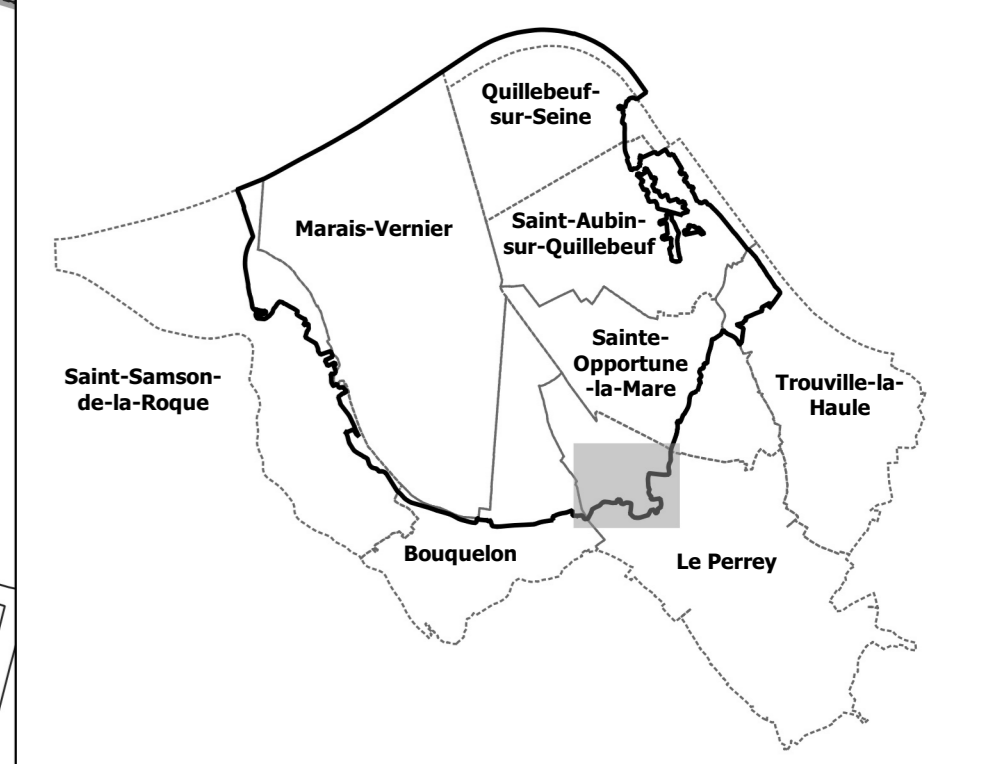 Quillebeuf-
sur-Seine
Marais-Vernier
Saint-Aubin-
sur-Quillebeuf
Sainte-
Opportune
-la-Mare
Saint-Samson-
de-la-Roque
Trouville-la-
Haule
Bouquelon
Le Perrey